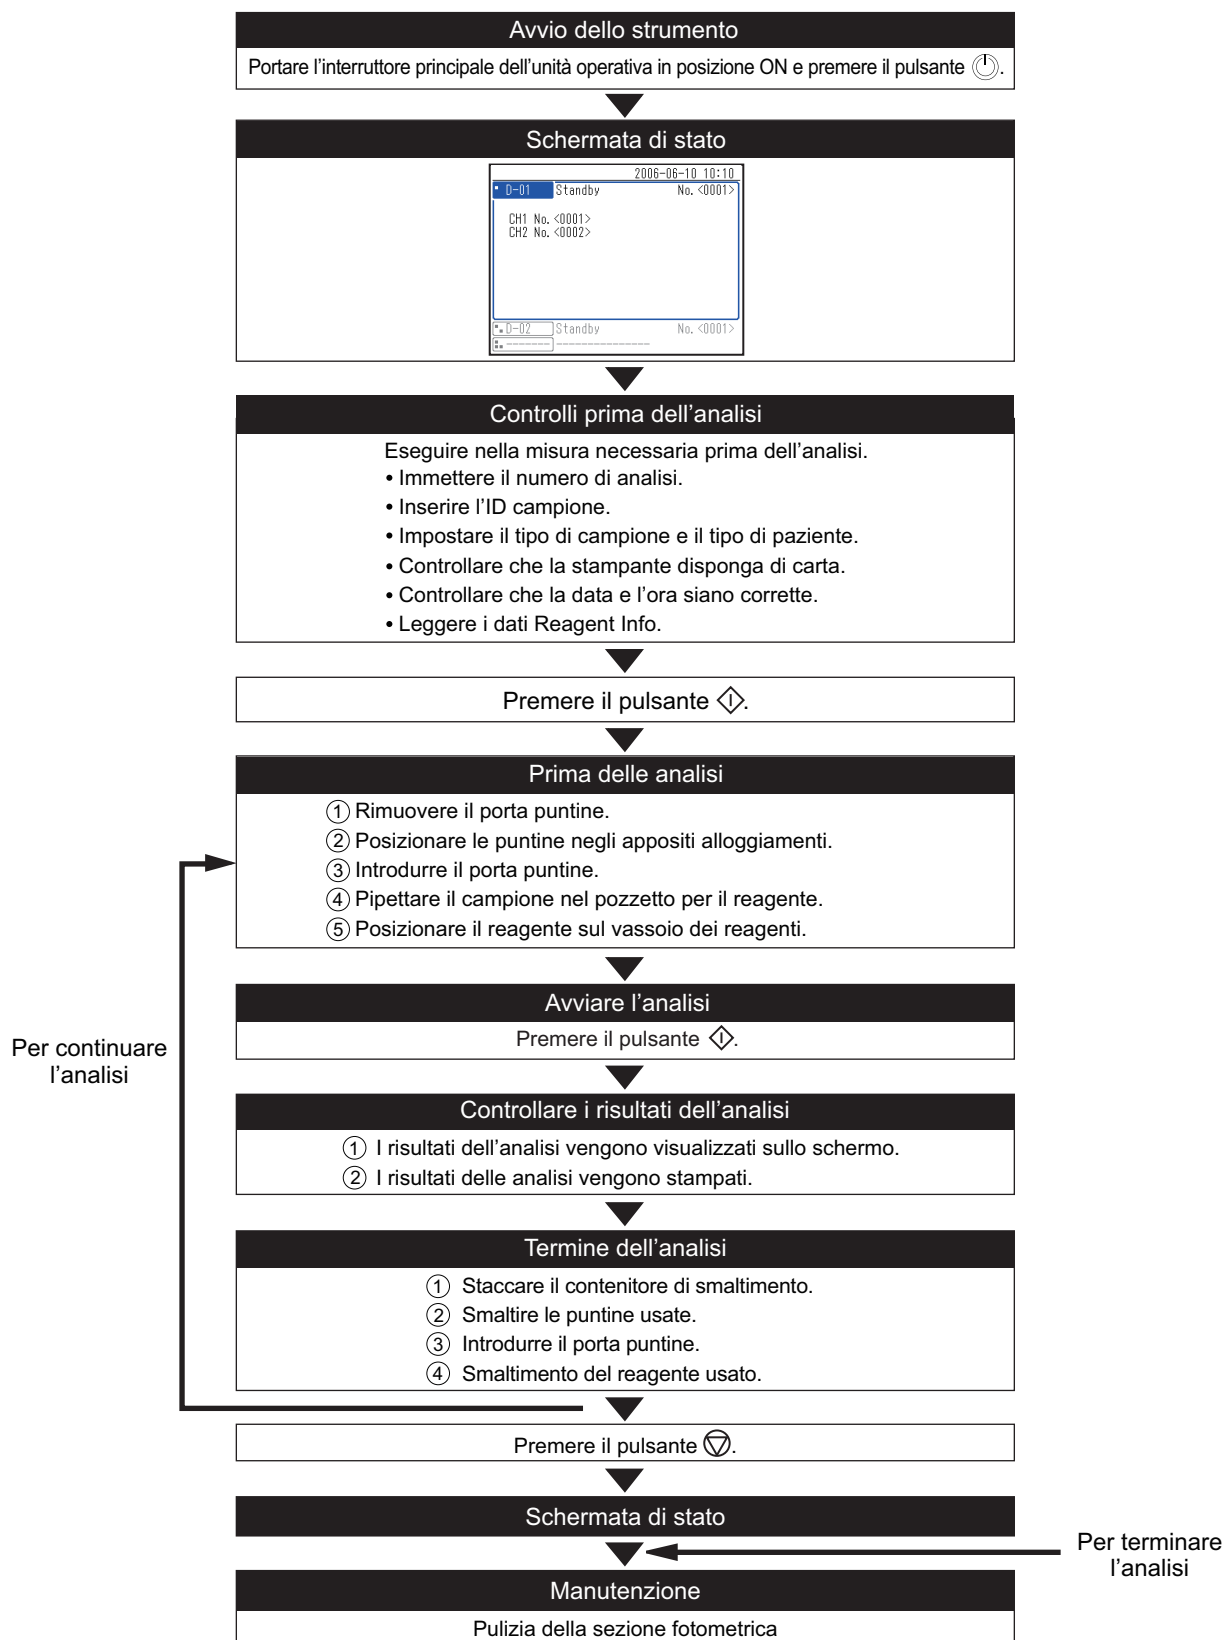 Avvio dello strumento
Portare l’interruttore principale dell’unità operativa in posizione ON e premere il pulsante .
Schermata di stato
2006-06-10 10:10
D-01 Standby No.<0001>
CH1 No.<0001>
CH2 No.<0002>
D-02 Standby No.<0001>
------- ---------------
Controlli prima dell’analisi
Eseguire nella misura necessaria prima dell’analisi.
• Immettere il numero di analisi.
• Inserire l’ID campione.
• Impostare il tipo di campione e il tipo di paziente.
• Controllare che la stampante disponga di carta.
• Controllare che la data e l’ora siano corrette.
• Leggere i dati Reagent Info.
Premere il pulsante .
Prima delle analisi
① Rimuovere il porta puntine.
② Posizionare le puntine negli appositi alloggiamenti.
③ Introdurre il porta puntine.
④ Pipettare il campione nel pozzetto per il reagente.
⑤ Posizionare il reagente sul vassoio dei reagenti.
Avviare l’analisi
Premere il pulsante .
Per continuare
l’analisi
Controllare i risultati dell’analisi
① I risultati dell’analisi vengono visualizzati sullo schermo.
② I risultati delle analisi vengono stampati.
Termine dell’analisi
① Staccare il contenitore di smaltimento.
② Smaltire le puntine usate.
③ Introdurre il porta puntine.
④ Smaltimento del reagente usato.
Premere il pulsante .
Schermata di stato
Per terminare
l’analisi
Manutenzione
Pulizia della sezione fotometrica